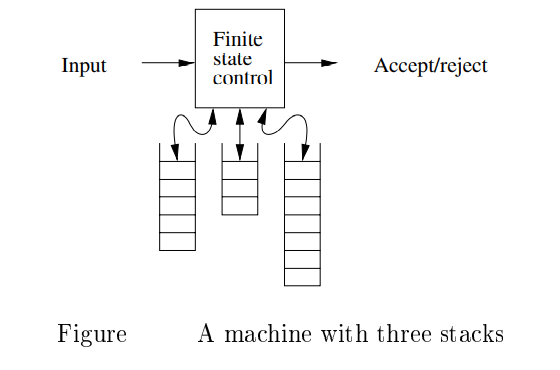 Finite
state
control
Input
Accept/reject
Figure A machine with three stacks